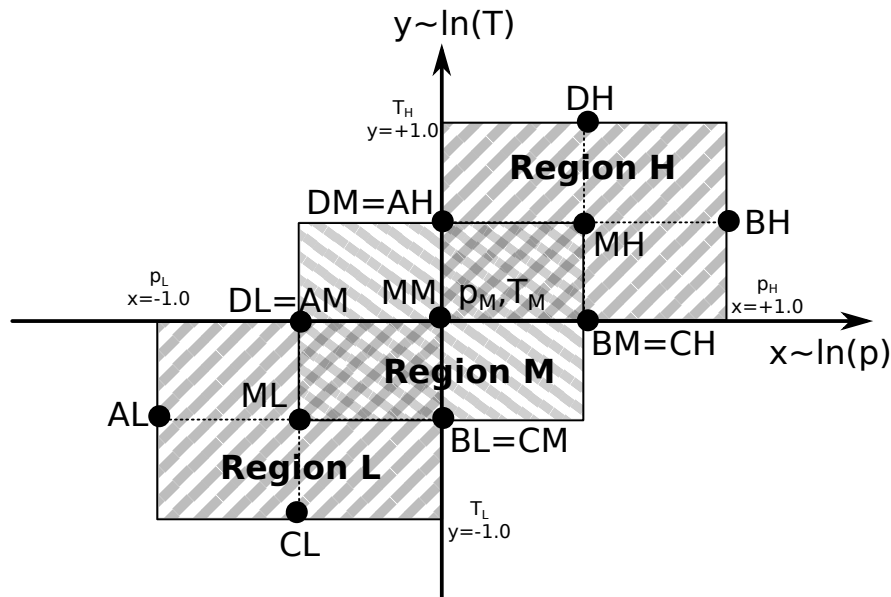 y~ln(T)
T_H
y=+1.0
DH
Region H
DM=AH
BH
MH
p_L
x=-1.0
DL=AM
MM
p_M,T_M
p_H
x=+1.0
BM=CH
x~ln(p)
Region M
ML
AL
BL=CM
Region L
T_L
y=-1.0
CL